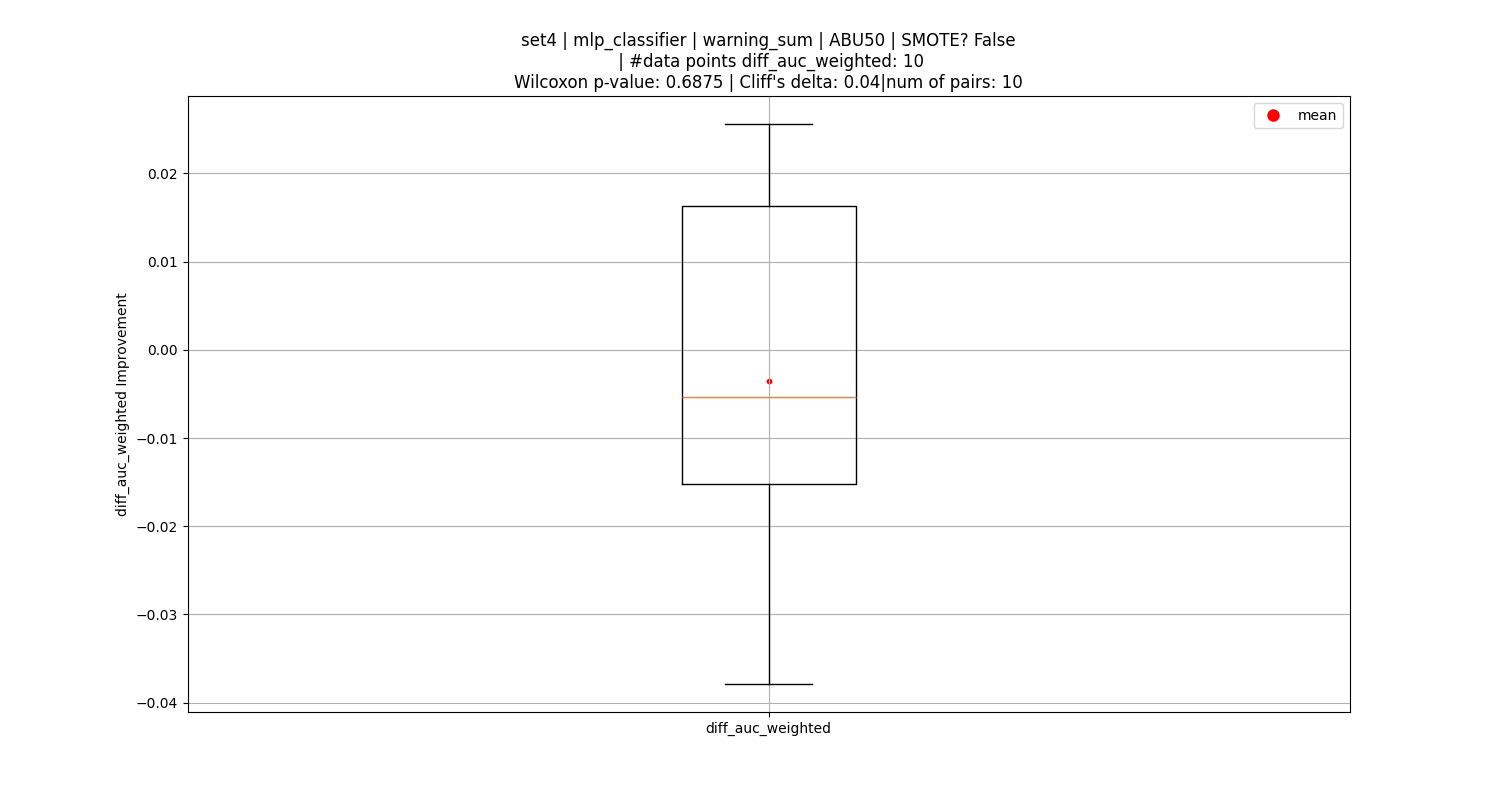 set4 | mlp_classifier | warning_sum | ABU50 | SMOTE? False
| #data points diff_auc_weighted: 10
Wilcoxon p-value: 0.6875 | Cliff's delta: 0.04|num of pairs: 10
mean
0.02
0.01
0.00
−0.01
−0.02
−0.03
−0.04
diff_auc_weighted Improvement
diff_auc_weighted